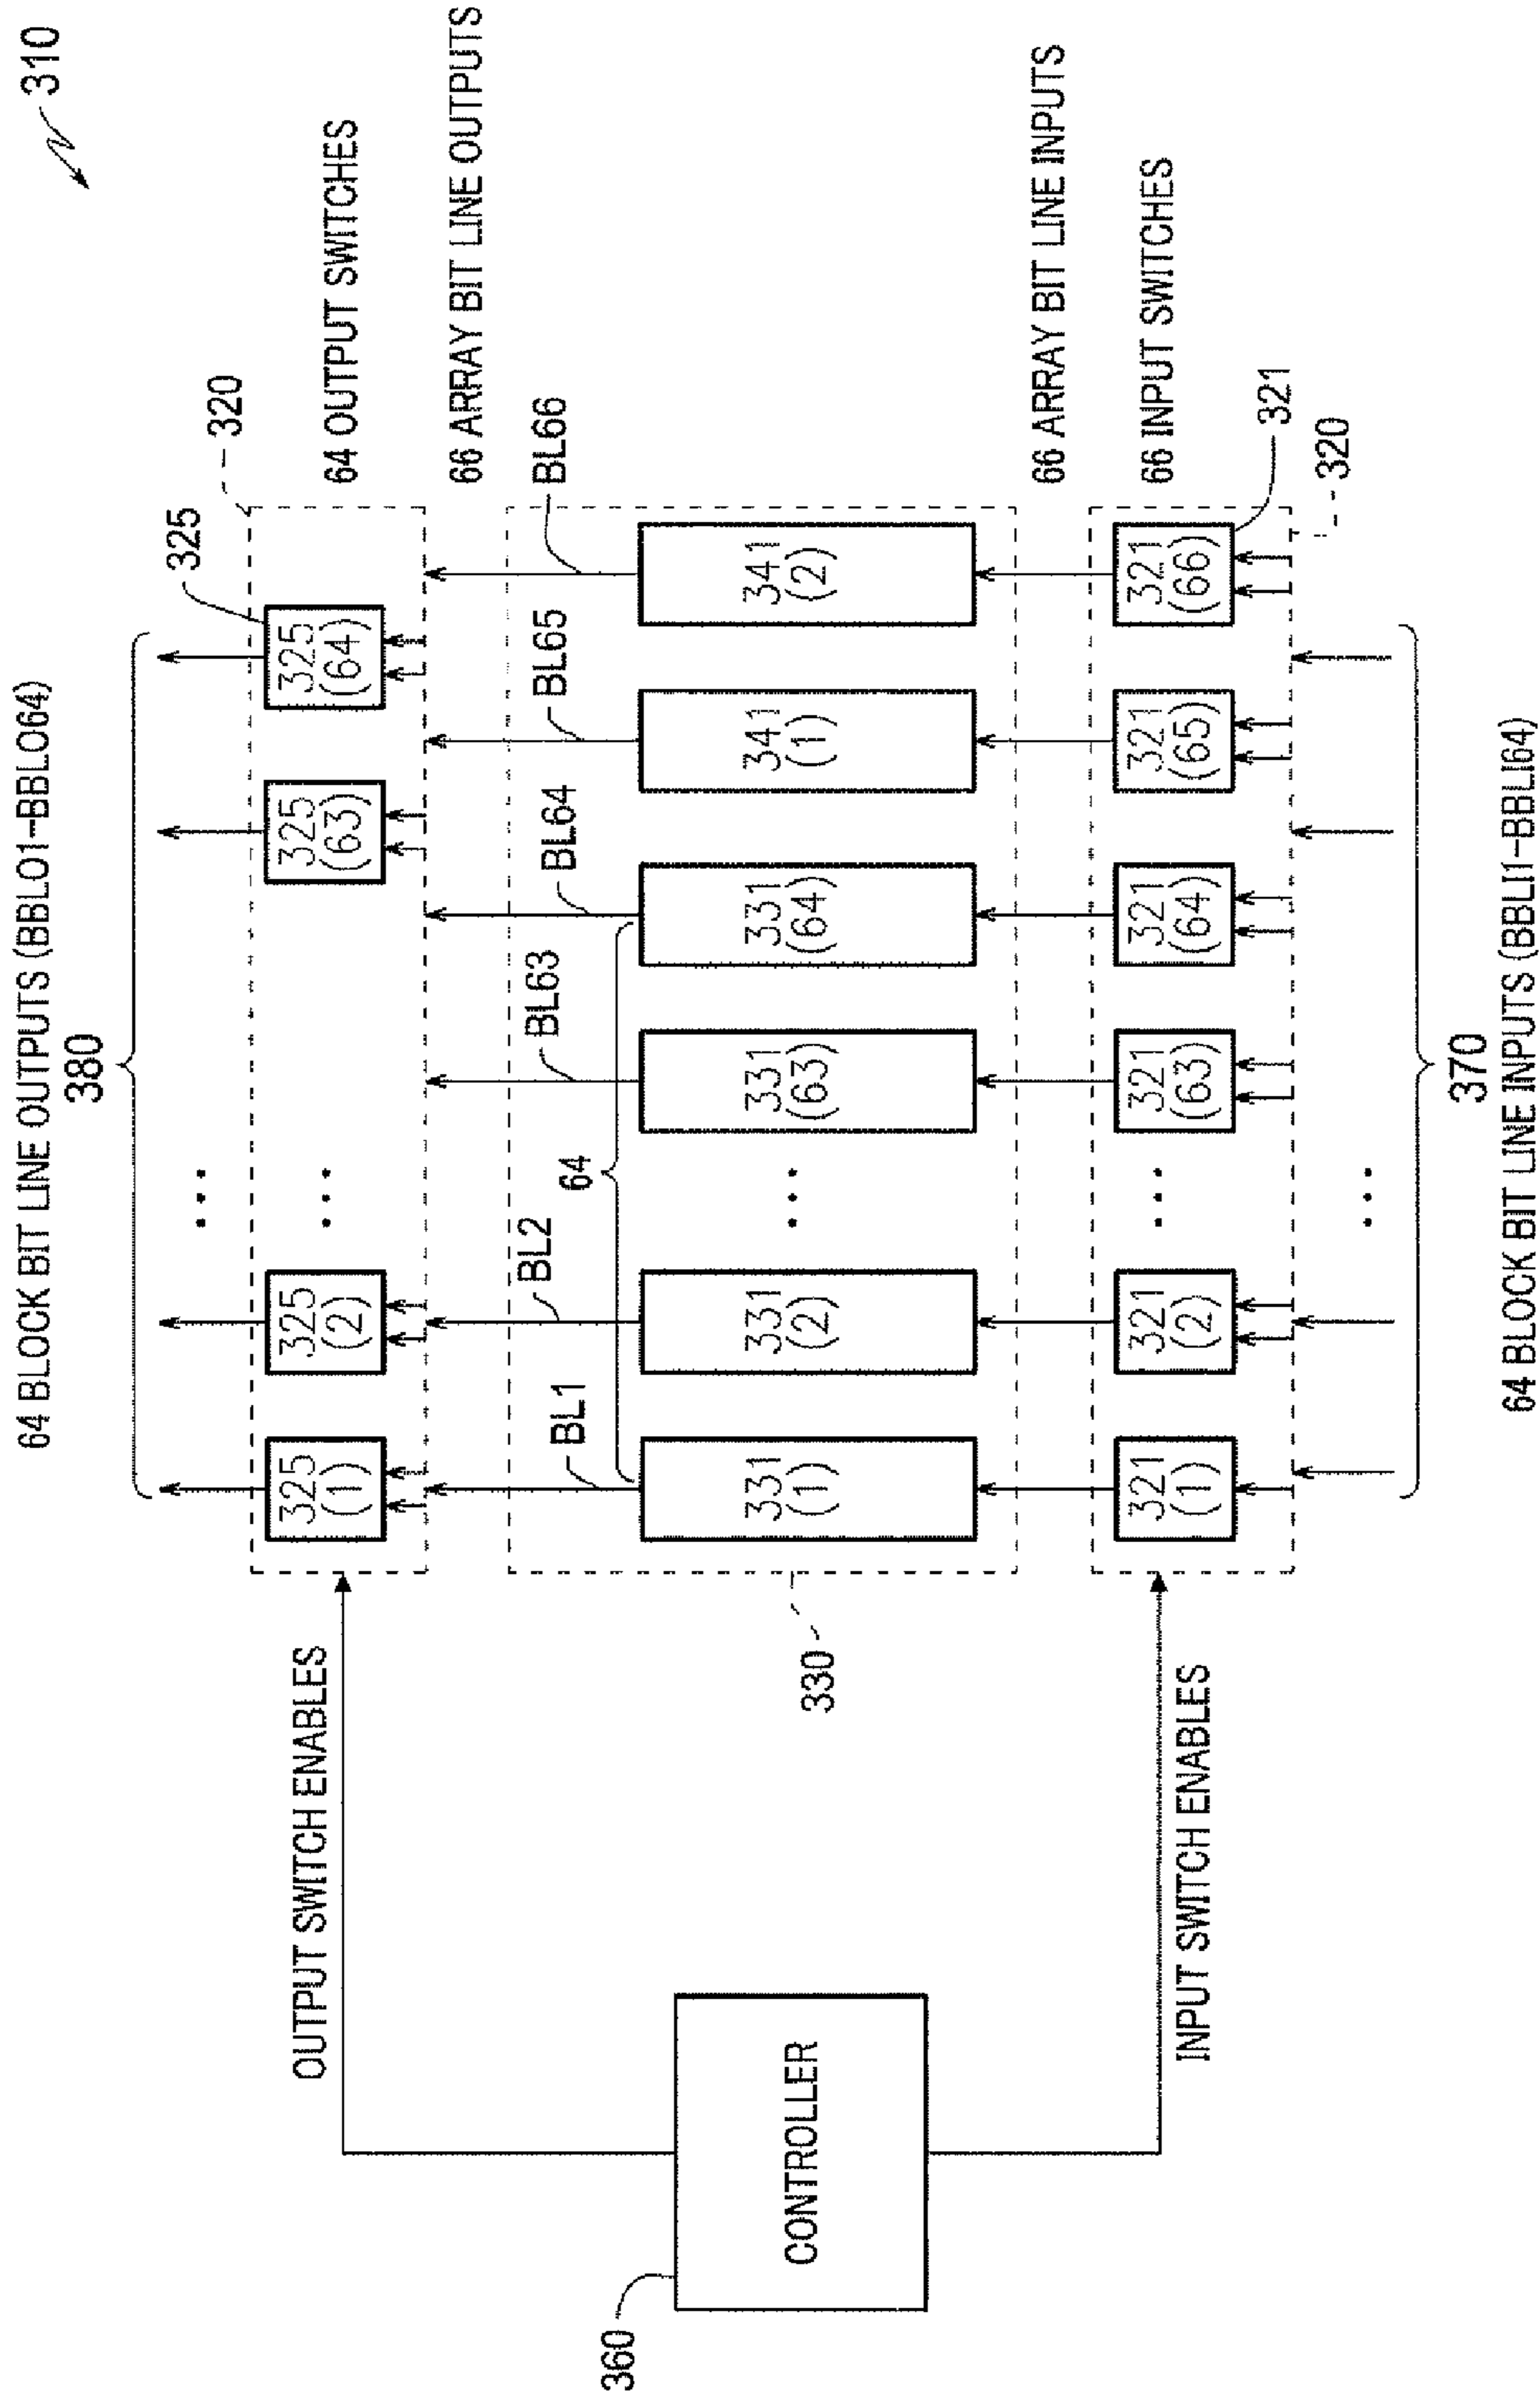 310
64 BLOCK BIT LINE OUTPUTS (BBLO1-BBLO64)
380
320
325
64 OUTPUT SWITCHES
OUTPUT SWITCH ENABLES
325 (1)
325 (2)
...
325 (63)
325 (64)
66 ARRAY BIT LINE OUTPUTS
BL1
BL2
BL63
BL64
BL65
BL66
64
331 (1)
331 (2)
...
331 (63)
331 (64)
341 (1)
341 (2)
330
360
CONTROLLER
66 ARRAY BIT LINE INPUTS
66 INPUT SWITCHES
INPUT SWITCH ENABLES
321 (1)
321 (2)
...
321 (63)
321 (64)
321 (65)
321 (66)
321
320
...
370
64 BLOCK BIT LINE INPUTS (BBLI1-BBLI64)